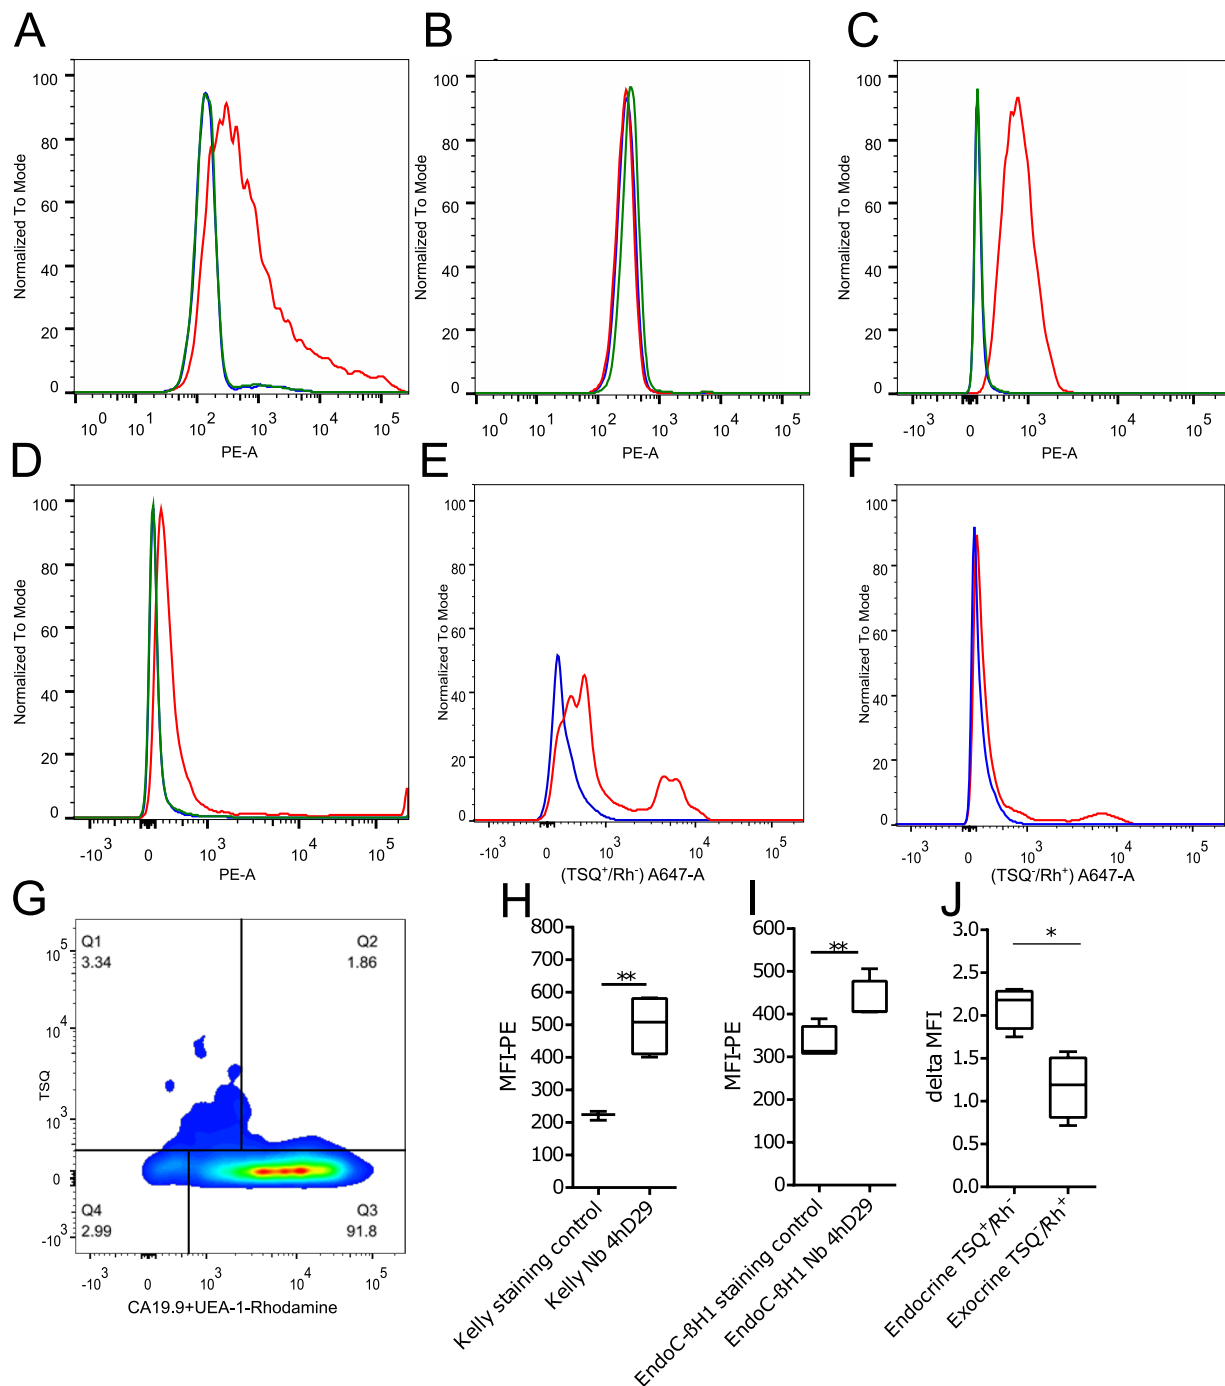 A
B
C
100
80
60
40
20
0
Normalized To Mode
10^0 10^1 10^2 10^3 10^4 10^5
PE-A
100
80
60
40
20
0
Normalized To Mode
10^0 10^1 10^2 10^3 10^4 10^5
PE-A
100
80
60
40
20
0
Normalized To Mode
-10^3 0 10^3 10^5
PE-A
D
E
F
100
80
60
40
20
0
Normalized To Mode
-10^3 0 10^3 10^4 10^5
PE-A
100
80
60
40
20
0
Normalized To Mode
-10^3 0 10^3 10^4 10^5
(TSQ⁺/Rh⁻) A647-A
100
80
60
40
20
0
Normalized To Mode
-10^3 0 10^3 10^4 10^5
(TSQ⁻/Rh⁺) A647-A
G
Q1
3.34
Q2
1.86
Q4
2.99
Q3
91.8
10^5
10^4
10^3
0
-10^3
TSQ
-10^3 0 10^3 10^4 10^5
CA19.9+UEA-1-Rhodamine
H
800
700
600
500
400
300
200
100
0
MFI-PE
**
Kelly staining control
Kelly Nb 4hD29
I
600
500
400
300
200
100
0
MFI-PE
**
EndoC-βH1 staining control
EndoC-βH1 Nb 4hD29
J
3.0
2.5
2.0
1.5
1.0
0.5
0.0
delta MFI
*
Endocrine TSQ⁺/Rh⁻
Exocrine TSQ⁻/Rh⁺